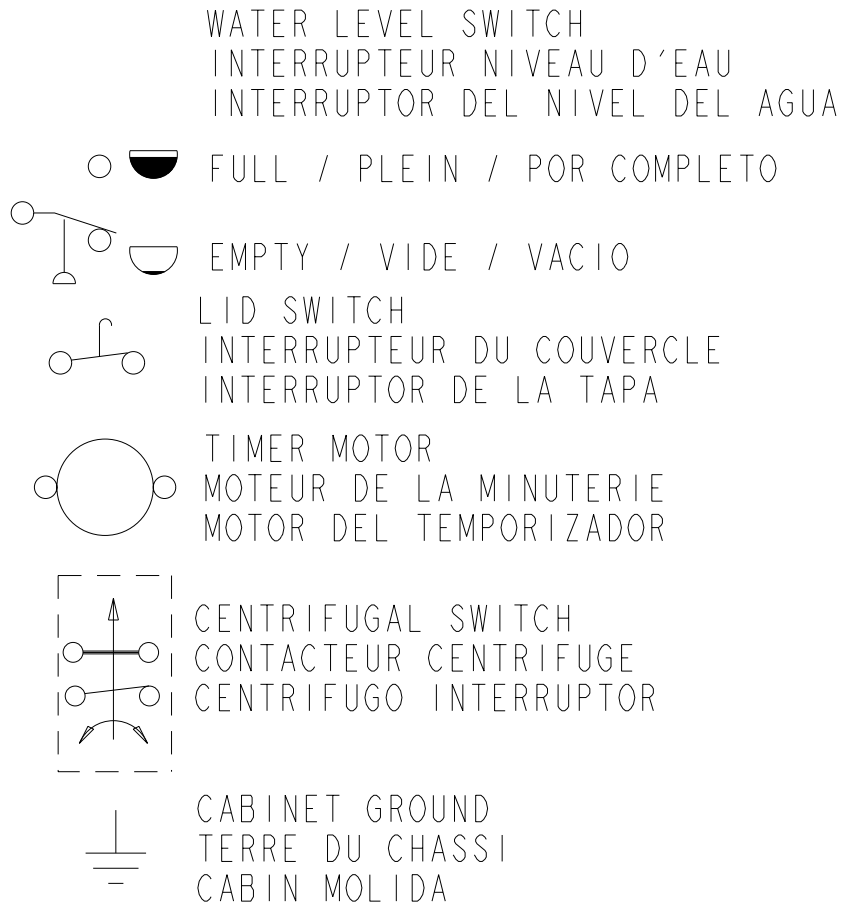 WATER LEVEL SWITCH
INTERRUPTEUR NIVEAU D'EAU
INTERRUPTOR DEL NIVEL DEL AGUA
FULL / PLEIN / POR COMPLETO
EMPTY / VIDE / VACIO
LID SWITCH
INTERRUPTEUR DU COUVERCLE
INTERRUPTOR DE LA TAPA
TIMER MOTOR
MOTEUR DE LA MINUTERIE
MOTOR DEL TEMPORIZADOR
CENTRIFUGAL SWITCH
CONTACTEUR CENTRIFUGE
CENTRIFUGO INTERRUPTOR
CABINET GROUND
TERRE DU CHASSI
CABIN MOLIDA